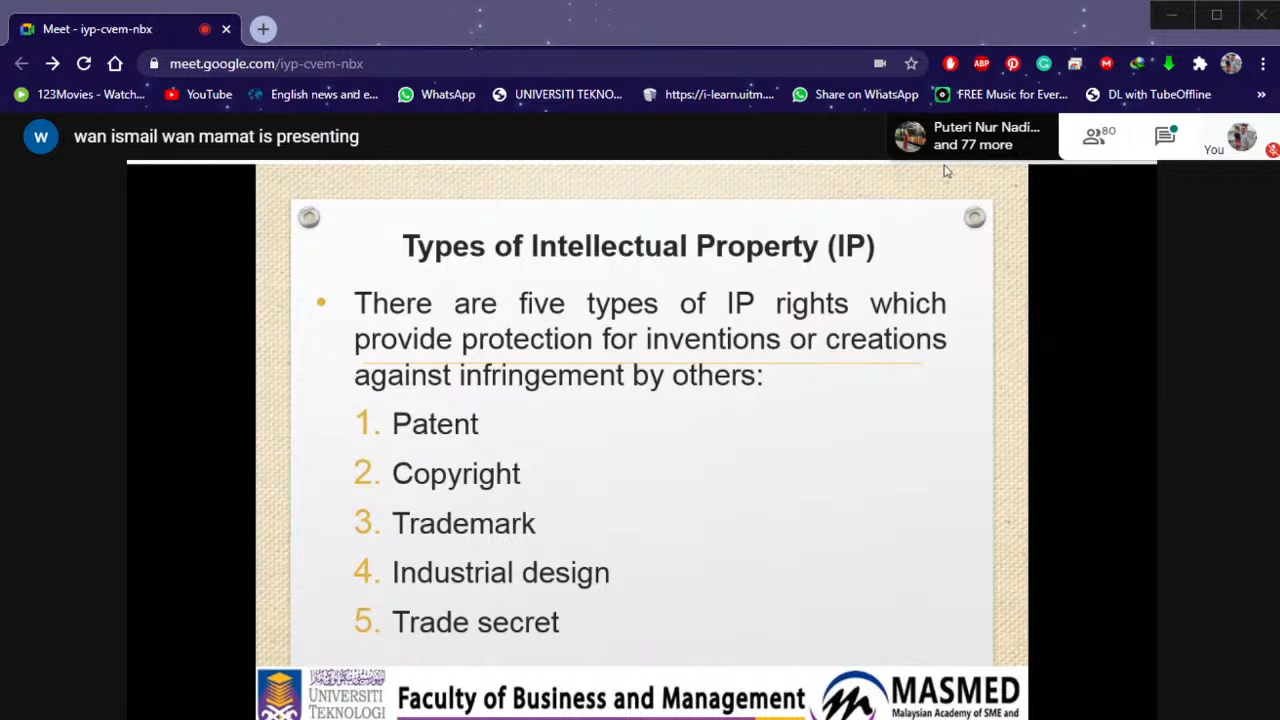 Meet - iyp-cvem-nbx
meet.google.com/iyp-cvem-nbx
123Movies - Watch... YouTube English news and e... WhatsApp UNIVERSITI TEKNO... https://i-learn.uitm.... Share on WhatsApp FREE Music for Ever... DL with TubeOffline »
W wan ismail wan mamat is presenting
Puteri Nur Nadi...
and 77 more
80
You
Types of Intellectual Property (IP)
• There are five types of IP rights which
provide protection for inventions or creations
against infringement by others:
1. Patent
2. Copyright
3. Trademark
4. Industrial design
5. Trade secret
UNIVERSITI
TEKNOLOGI
Faculty of Business and Management
MASMED
Malaysian Academy of SME and